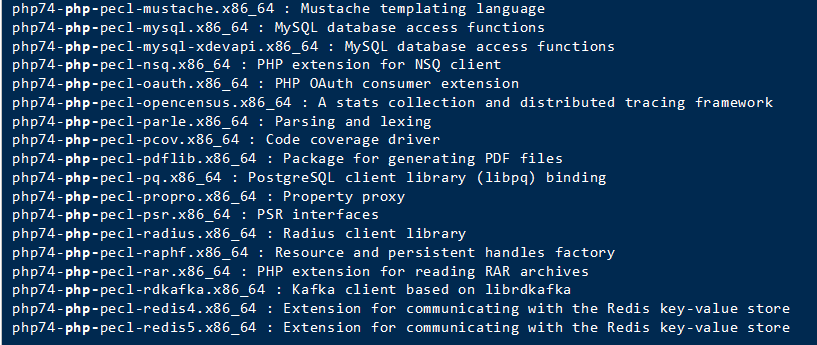 php74-php-pecl-mustache.x86_64 : Mustache templating language
php74-php-pecl-mysql.x86_64 : MySQL database access functions
php74-php-pecl-mysql-xdevapi.x86_64 : MySQL database access functions
php74-php-pecl-nsq.x86_64 : PHP extension for NSQ client
php74-php-pecl-oauth.x86_64 : PHP OAuth consumer extension
php74-php-pecl-opencensus.x86_64 : A stats collection and distributed tracing framework
php74-php-pecl-parle.x86_64 : Parsing and lexing
php74-php-pecl-pcov.x86_64 : Code coverage driver
php74-php-pecl-pdflib.x86_64 : Package for generating PDF files
php74-php-pecl-pq.x86_64 : PostgreSQL client library (libpq) binding
php74-php-pecl-propro.x86_64 : Property proxy
php74-php-pecl-psr.x86_64 : PSR interfaces
php74-php-pecl-radius.x86_64 : Radius client library
php74-php-pecl-raphf.x86_64 : Resource and persistent handles factory
php74-php-pecl-rar.x86_64 : PHP extension for reading RAR archives
php74-php-pecl-rdkafka.x86_64 : Kafka client based on librdkafka
php74-php-pecl-redis4.x86_64 : Extension for communicating with the Redis key-value store
php74-php-pecl-redis5.x86_64 : Extension for communicating with the Redis key-value store